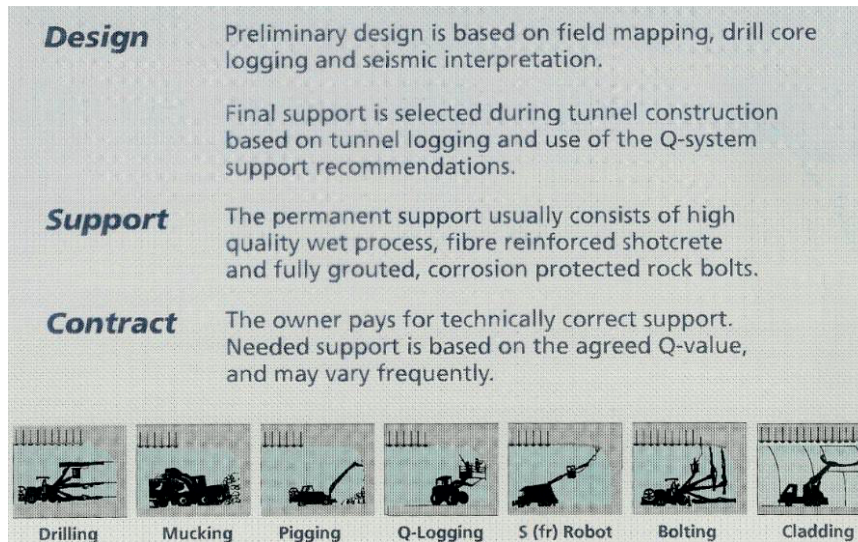 Design
Preliminary design is based on field mapping, drill core
logging and seismic interpretation.
Final support is selected during tunnel construction
based on tunnel logging and use of the Q-system
support recommendations.
Support
The permanent support usually consists of high
quality wet process, fibre reinforced shotcrete
and fully grouted, corrosion protected rock bolts.
Contract
The owner pays for technically correct support.
Needed support is based on the agreed Q-value,
and may vary frequently.
Drilling
Mucking
Pigging
Q-Logging
S (fr) Robot
Bolting
Cladding